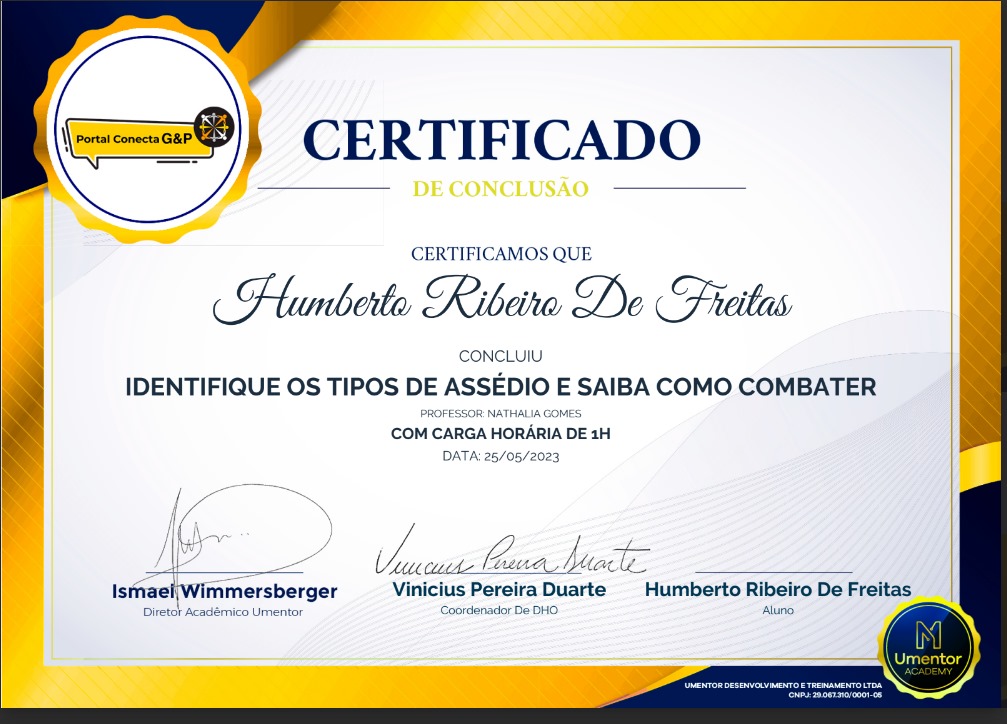 Portal Conecta G&P
CERTIFICADO
DE CONCLUSÃO
CERTIFICAMOS QUE
Humberto Ribeiro De Freitas
CONCLUIU
IDENTIFIQUE OS TIPOS DE ASSÉDIO E SAIBA COMO COMBATER
PROFESSOR: NATHALIA GOMES
COM CARGA HORÁRIA DE 1H
DATA: 25/05/2023
Vinicius Pereira Duarte
Ismael Wimmersberger
Diretor Acadêmico Umentor
Vinicius Pereira Duarte
Coordenador De DHO
Humberto Ribeiro De Freitas
Aluno
Umentor
ACADEMY
UMENTOR DESENVOLVIMENTO E TREINAMENTO LTDA
CNPJ: 29.067.310/0001-05